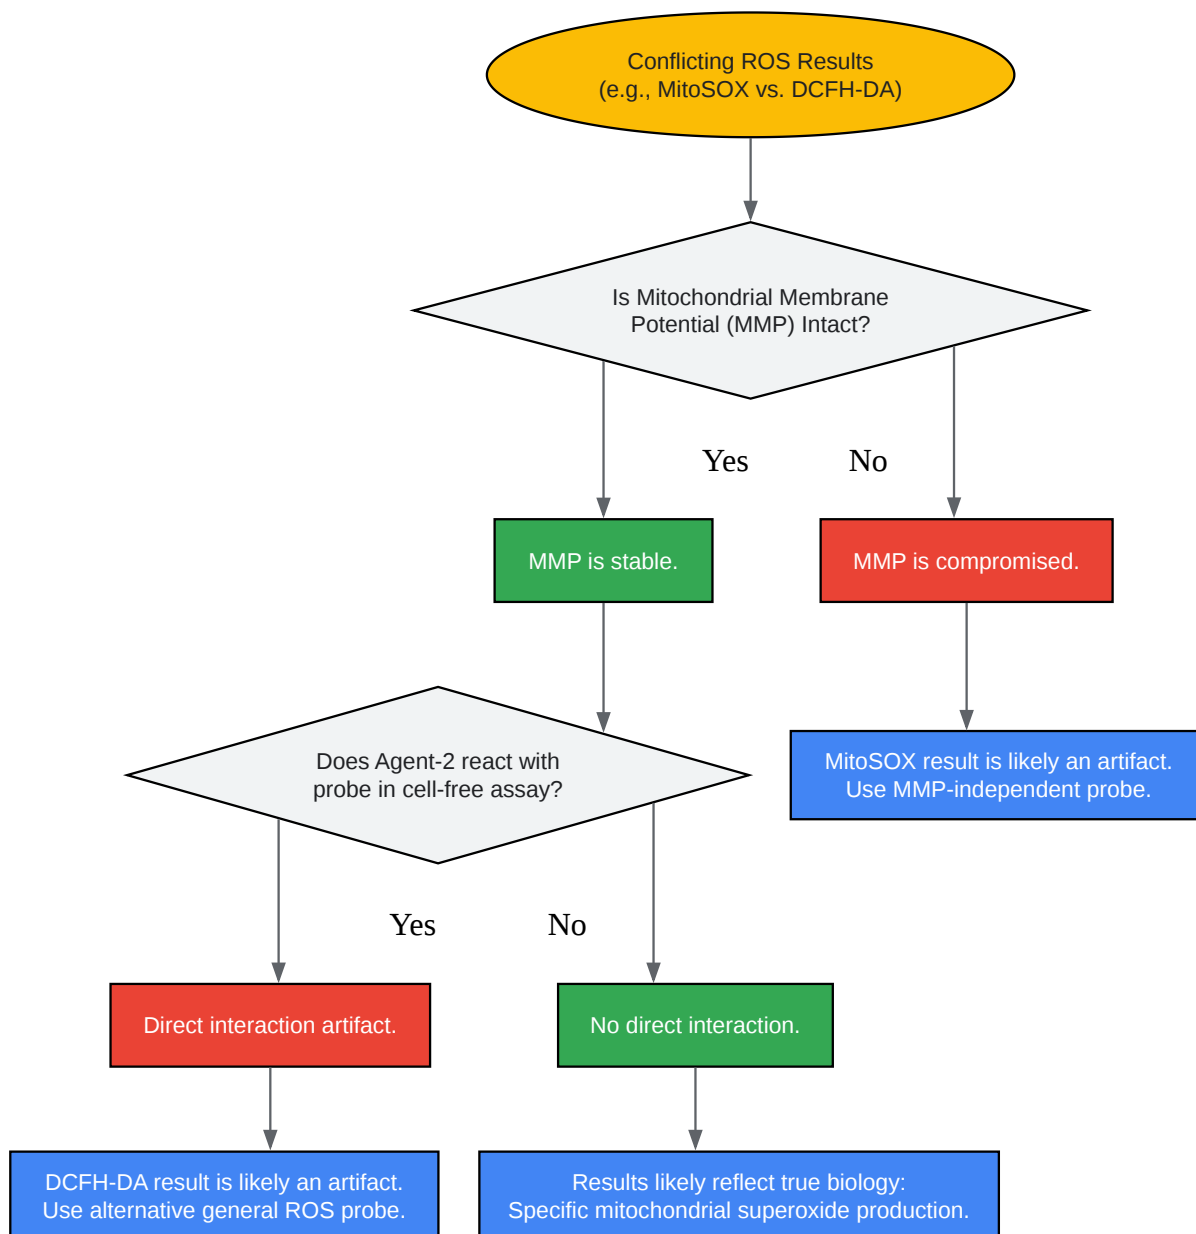 Conflicting ROS Results
(e.g., MitoSOX vs. DCFH-DA)
Is Mitochondrial Membrane
Potential (MMP) Intact?
Yes
No
MMP is stable.
MMP is compromised.
Does Agent-2 react with
probe in cell-free assay?
MitoSOX result is likely an artifact.
Use MMP-independent probe.
Yes
No
Direct interaction artifact.
No direct interaction.
DCFH-DA result is likely an artifact.
Use alternative general ROS probe.
Results likely reflect true biology:
Specific mitochondrial superoxide production.